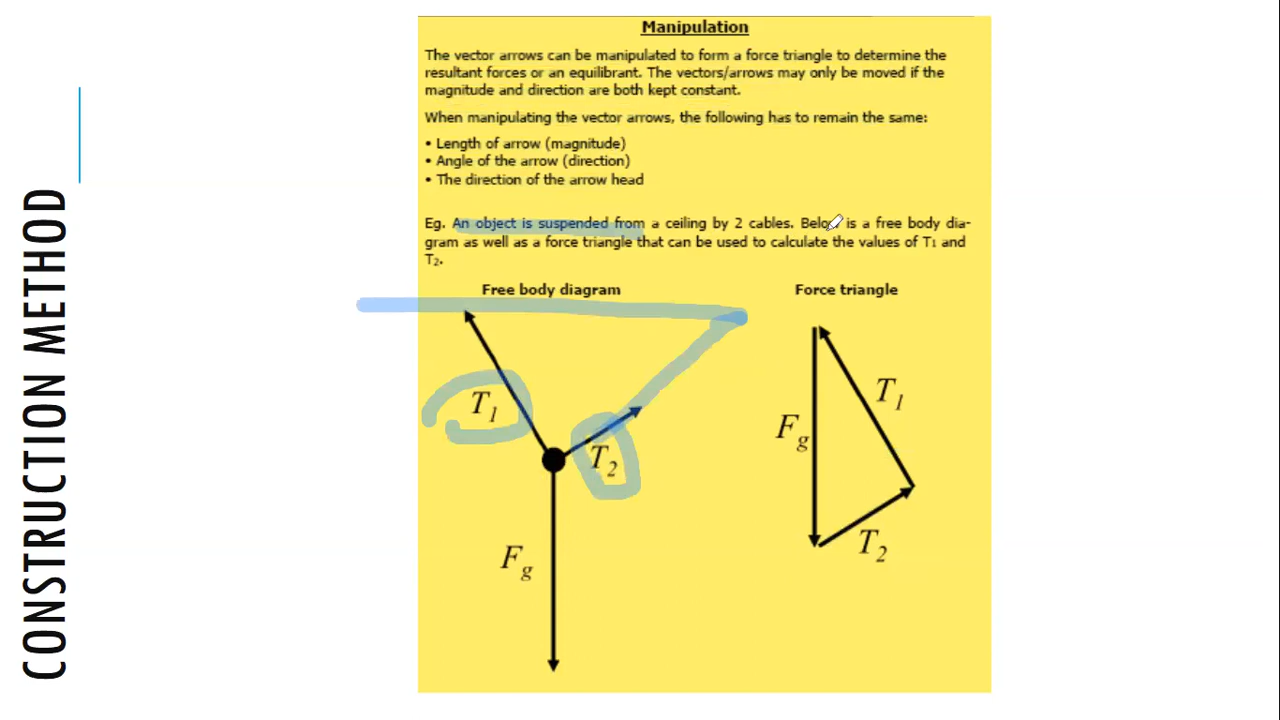 CONSTRUCTION METHOD
Manipulation
The vector arrows can be manipulated to form a force triangle to determine the
resultant forces or an equilibrant. The vectors/arrows may only be moved if the
magnitude and direction are both kept constant.
When manipulating the vector arrows, the following has to remain the same:
• Length of arrow (magnitude)
• Angle of the arrow (direction)
• The direction of the arrow head
Eg. An object is suspended from a ceiling by 2 cables. Below is a free body dia-
gram as well as a force triangle that can be used to calculate the values of T₁ and
T₂.
Free body diagram
T₁
T₂
Fg
Force triangle
Fg
T₁
T₂